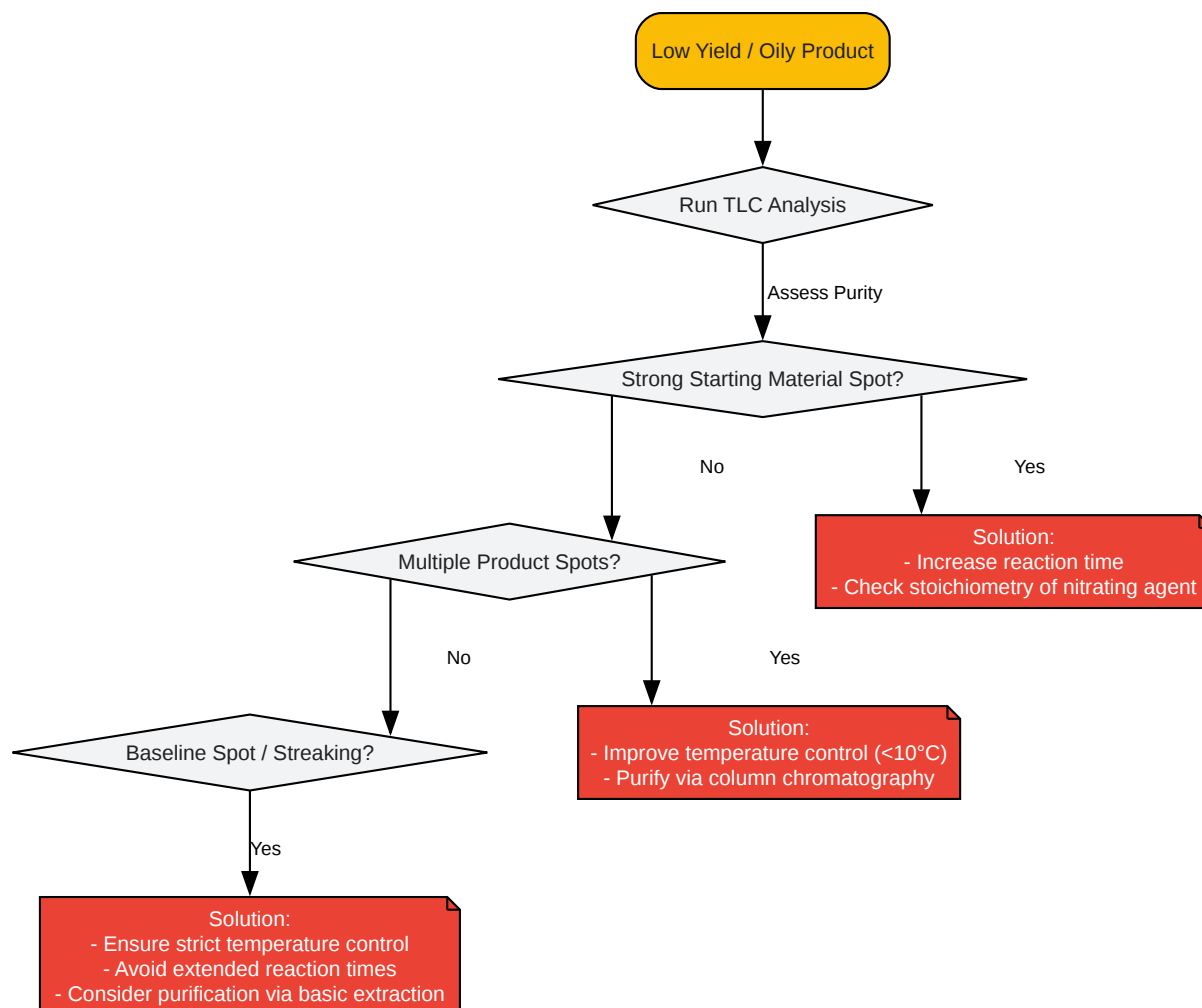 Low Yield / Oily Product
Run TLC Analysis
Assess Purity
Strong Starting Material Spot?
No
Yes
Solution:
- Increase reaction time
- Check stoichiometry of nitrating agent
Multiple Product Spots?
No
Yes
Solution:
- Improve temperature control (<10°C)
- Purify via column chromatography
Baseline Spot / Streaking?
Yes
Solution:
- Ensure strict temperature control
- Avoid extended reaction times
- Consider purification via basic extraction